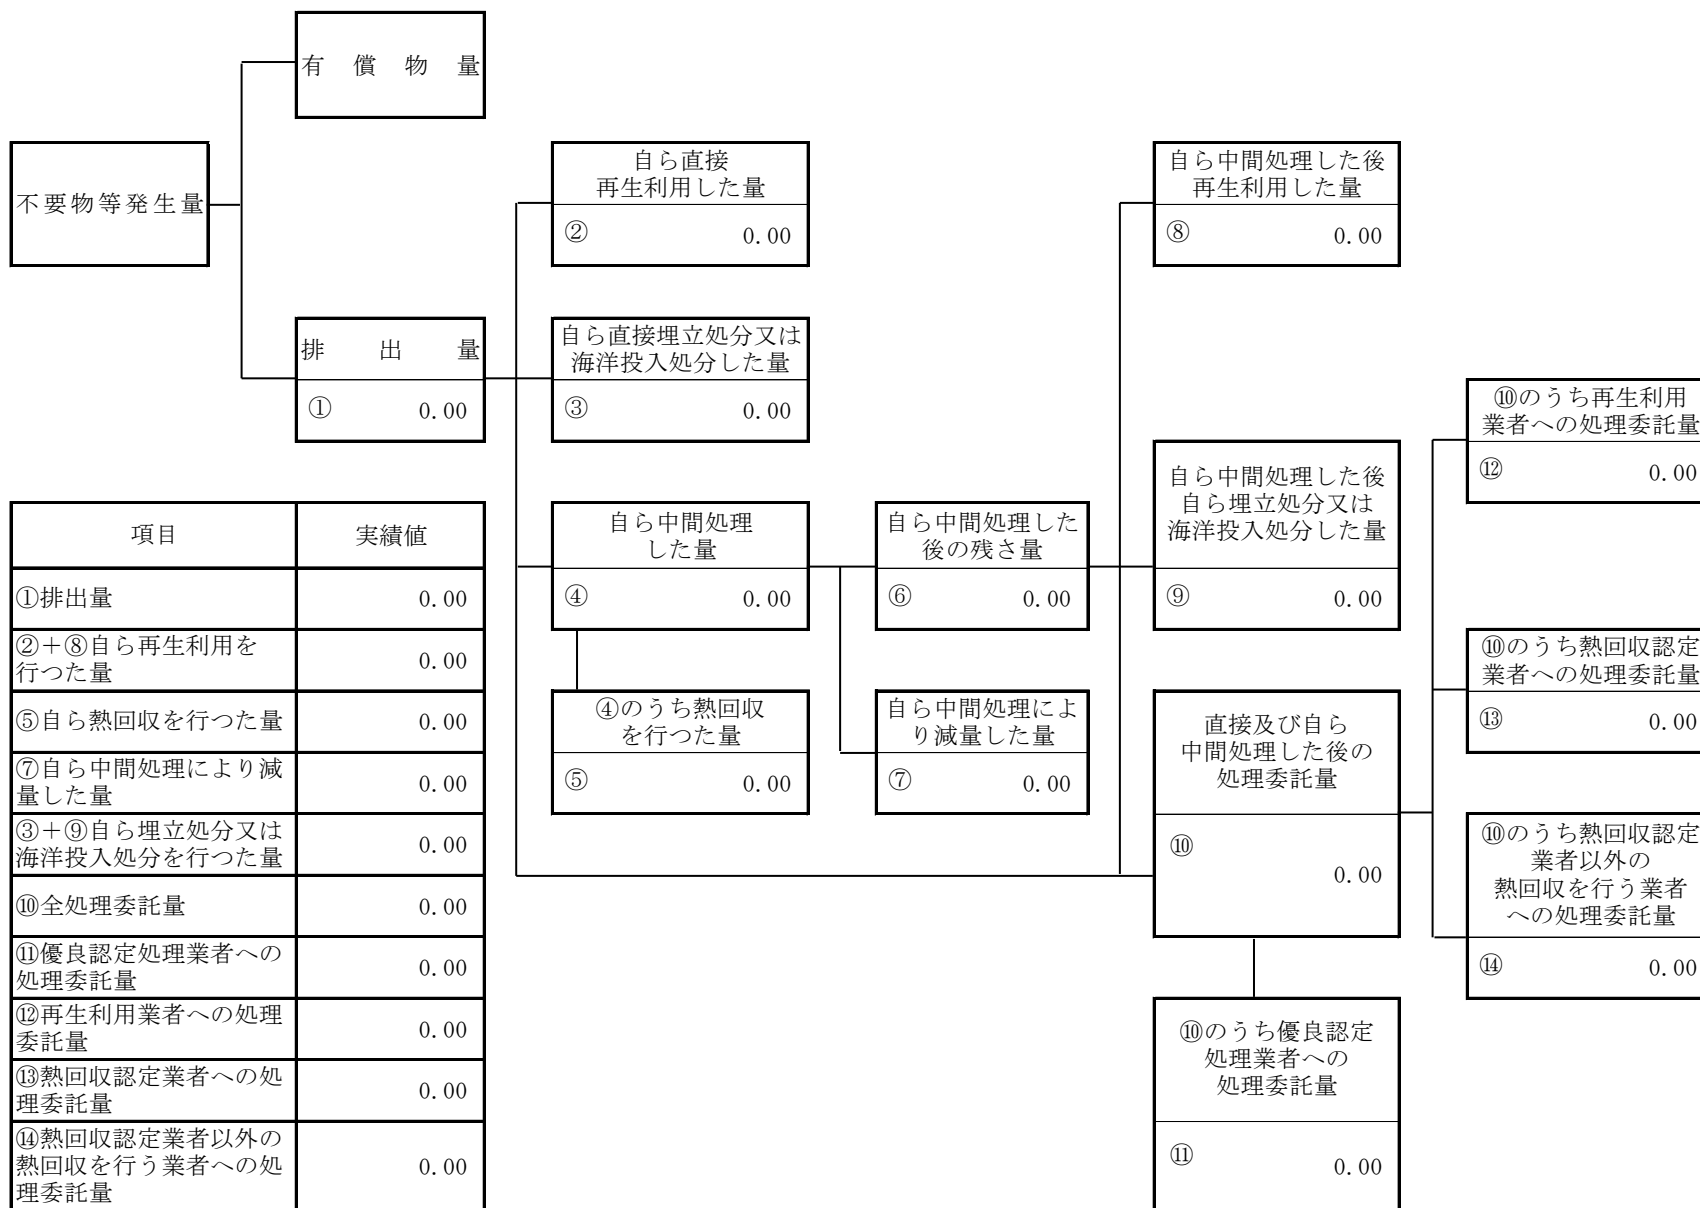 有償物量
不要物等発生量
排出量
① 0.00
自ら直接
再生利用した量
② 0.00
自ら直接埋立処分又は
海洋投入処分した量
③ 0.00
自ら中間処理
した量
④ 0.00
④のうち熱回収
を行つた量
⑤ 0.00
自ら中間処理した
後の残さ量
⑥ 0.00
自ら中間処理によ
り減量した量
⑦ 0.00
自ら中間処理した後
再生利用した量
⑧ 0.00
自ら中間処理した後
自ら埋立処分又は
海洋投入処分した量
⑨ 0.00
直接及び自ら
中間処理した後の
処理委託量
⑩
0.00
⑩のうち優良認定
処理業者への
処理委託量
⑪ 0.00
⑩のうち再生利用
業者への処理委託量
⑫ 0.00
⑩のうち熱回収認定
業者への処理委託量
⑬ 0.00
⑩のうち熱回収認定
業者以外の
熱回収を行う業者
への処理委託量
⑭ 0.00
項目 実績値
①排出量 0.00
②+⑧自ら再生利用を
行つた量 0.00
⑤自ら熱回収を行つた量 0.00
⑦自ら中間処理により減
量した量 0.00
③+⑨自ら埋立処分又は
海洋投入処分を行つた量 0.00
⑩全処理委託量 0.00
⑪優良認定処理業者への
処理委託量 0.00
⑫再生利用業者への処理
委託量 0.00
⑬熱回収認定業者への処
理委託量 0.00
⑭熱回収認定業者以外の
熱回収を行う業者への処
理委託量 0.00